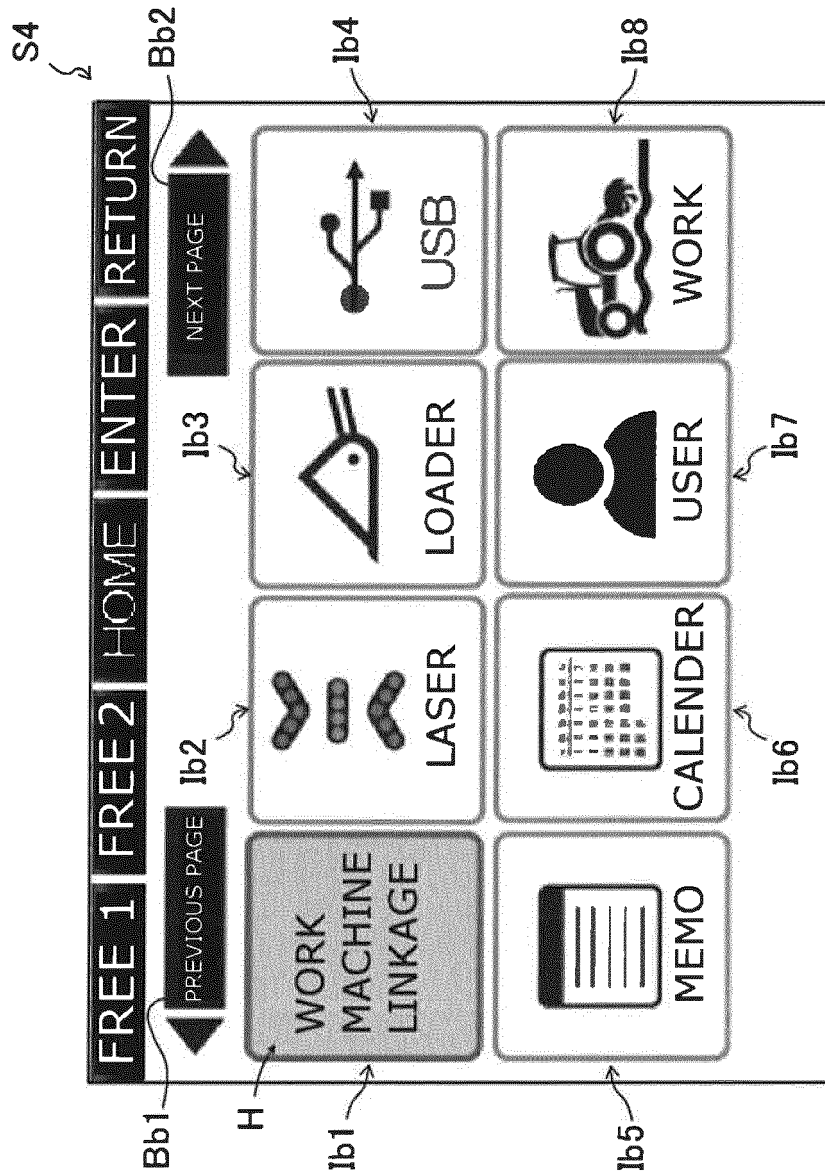 S4
FREE 1 FREE 2 HOME ENTER RETURN
Bb1 PREVIOUS PAGE NEXT PAGE Bb2
H
WORK
MACHINE
LINKAGE
LASER
LOADER
USB
Ib1 Ib2 Ib3 Ib4
MEMO
CALENDER
USER
WORK
Ib5 Ib6 Ib7 Ib8